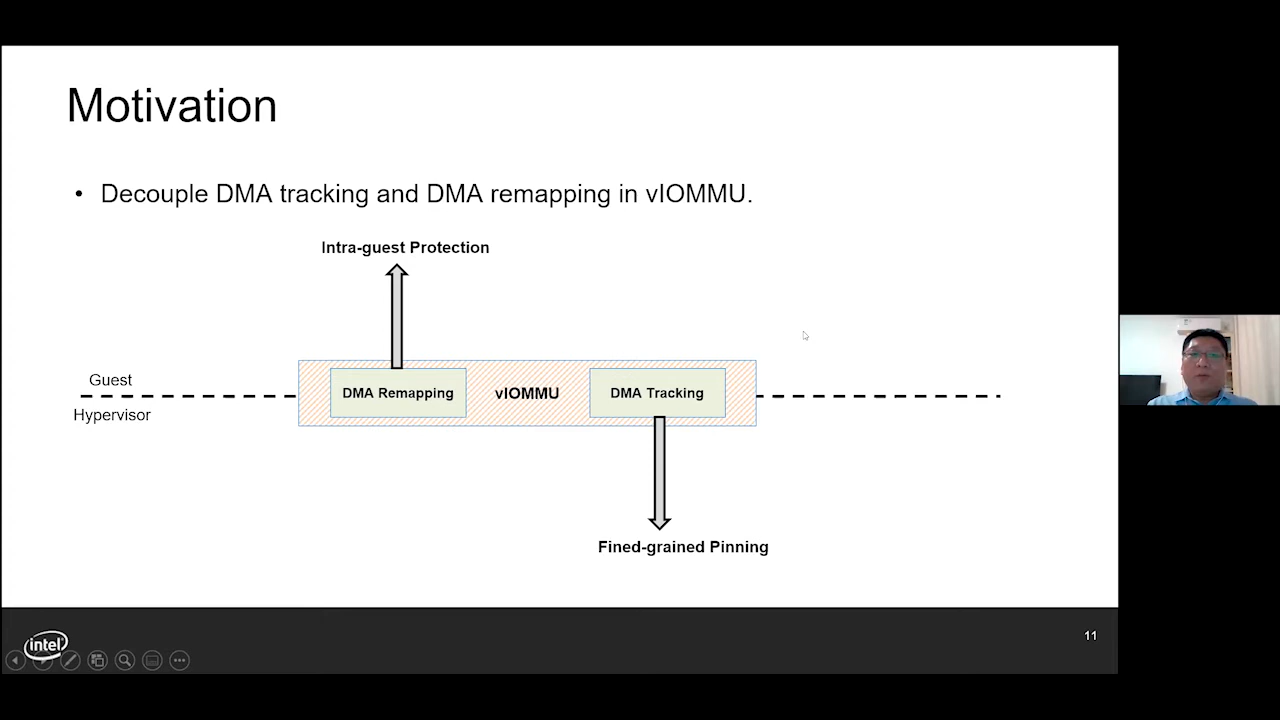 Motivation
• Decouple DMA tracking and DMA remapping in vIOMMU.
Intra-guest Protection
Guest
DMA Remapping
vIOMMU
DMA Tracking
Hypervisor
Fined-grained Pinning
intel
11